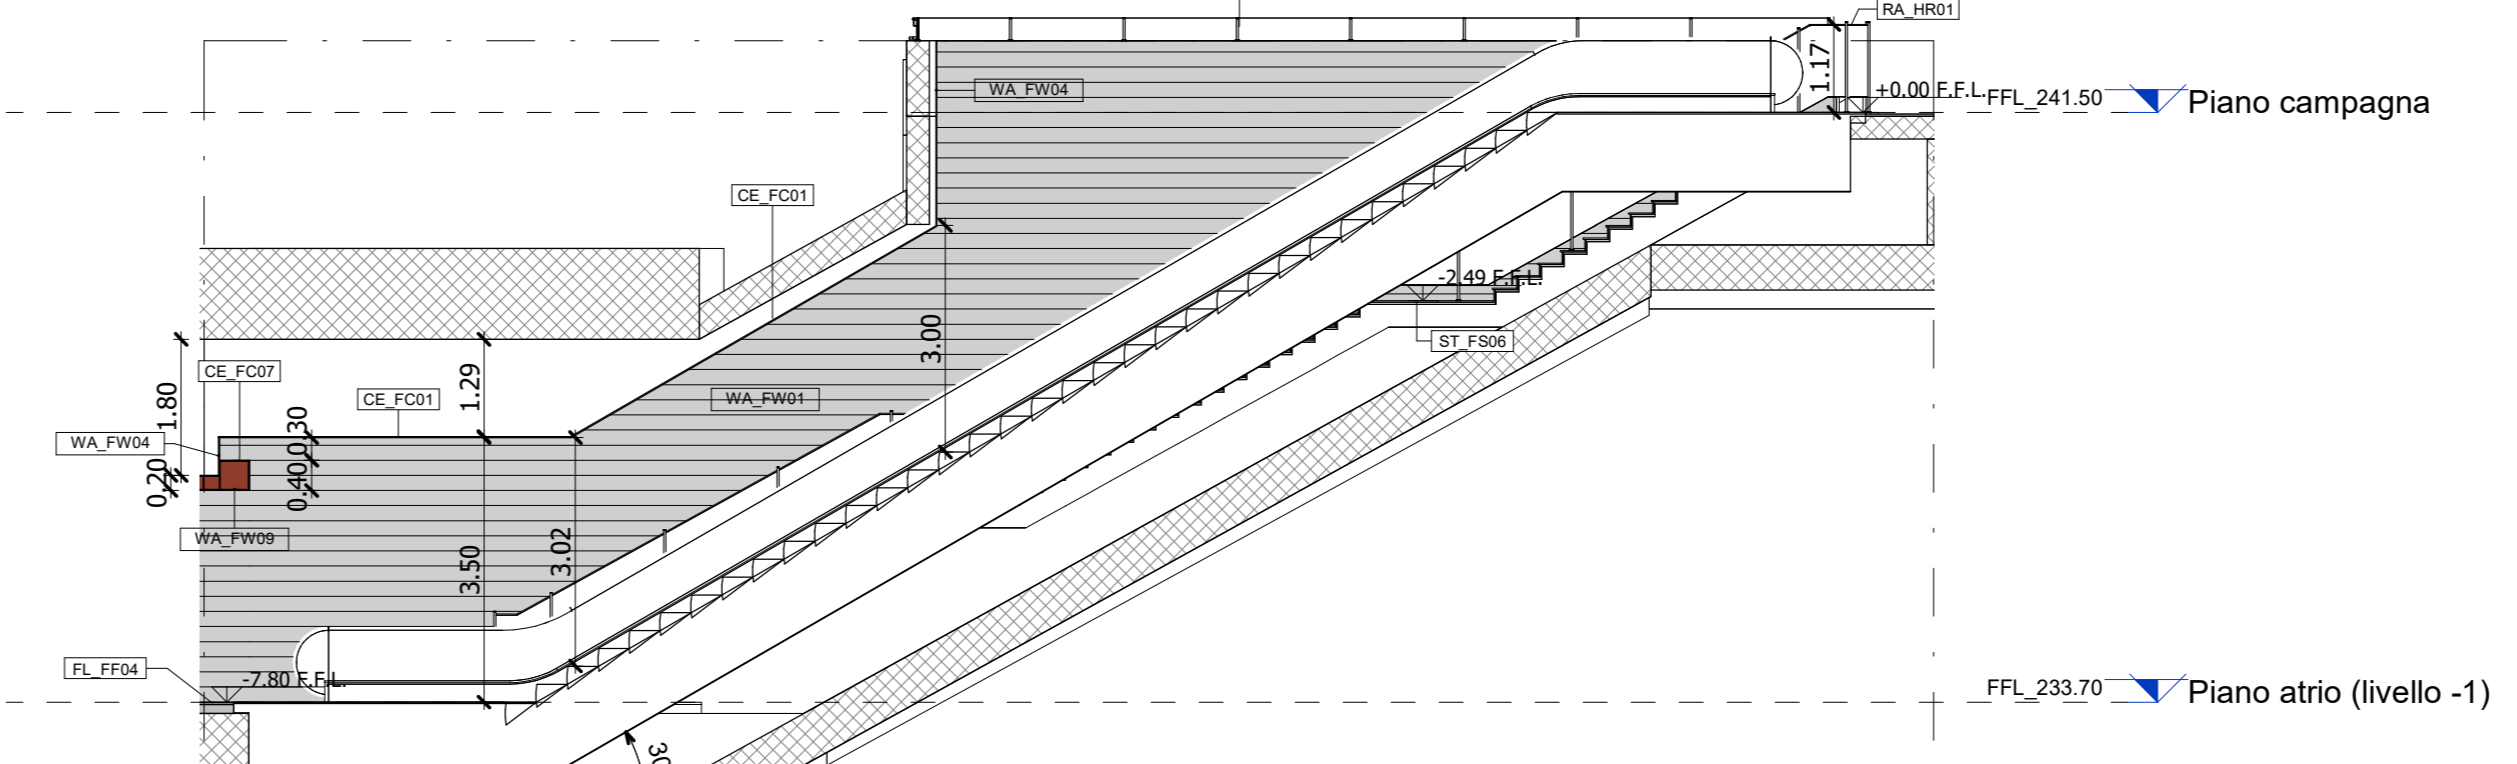 RA_HR01
1.17
WA_FW04
+0.00 F.F.L.
FFL_241.50
Piano campagna
CE_FC01
-2.49 F.F.L.
3.00
ST_FS06
CE_FC07
1.29
1.80
CE_FC01
WA_FW01
0.30
WA_FW04
0.40
0.20
WA_FW09
3.50
3.02
FL_FF04
-7.80 F.F.L.
FFL_233.70
Piano atrio (livello -1)